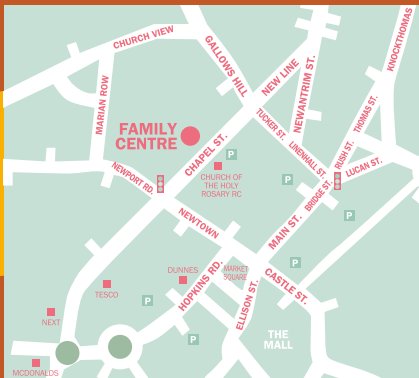 CHURCH VIEW
GALLOWS HILL
KNOCKTHOMAS
NEW LINE
NEWANTRIM ST.
MARIAN ROW
TUCKER ST.
THOMAS ST.
FAMILY
CENTRE
CHAPEL ST.
LINENHALL ST.
RUSH ST.
P
LUCAN ST.
NEWPORT RD.
CHURCH OF
THE HOLY
ROSARY RC
P
BRIDGE ST.
P
NEWTOWN
MAIN ST.
P
DUNNES
MARKET
SQUARE
HOPKINS RD.
CASTLE ST.
TESCO
P
ELLISON ST.
NEXT
P
THE
MALL
MCDONALDS